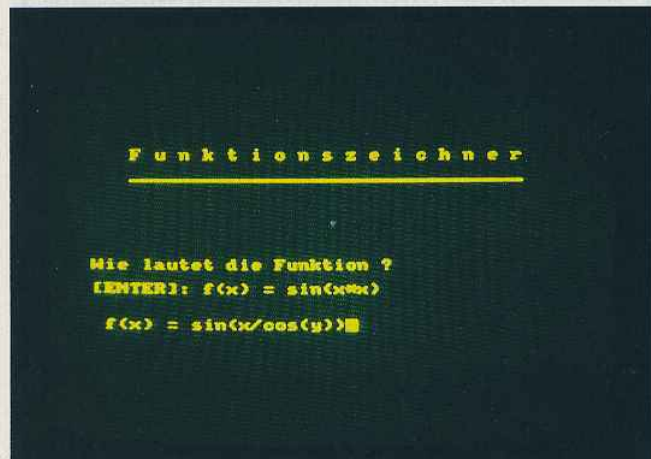 F u n k t i o n s z e i c h n e r
Wie lautet die Funktion ?
[ENTER]: f(x) = sin(x*x)
f(x) = sin(x/cos(y))